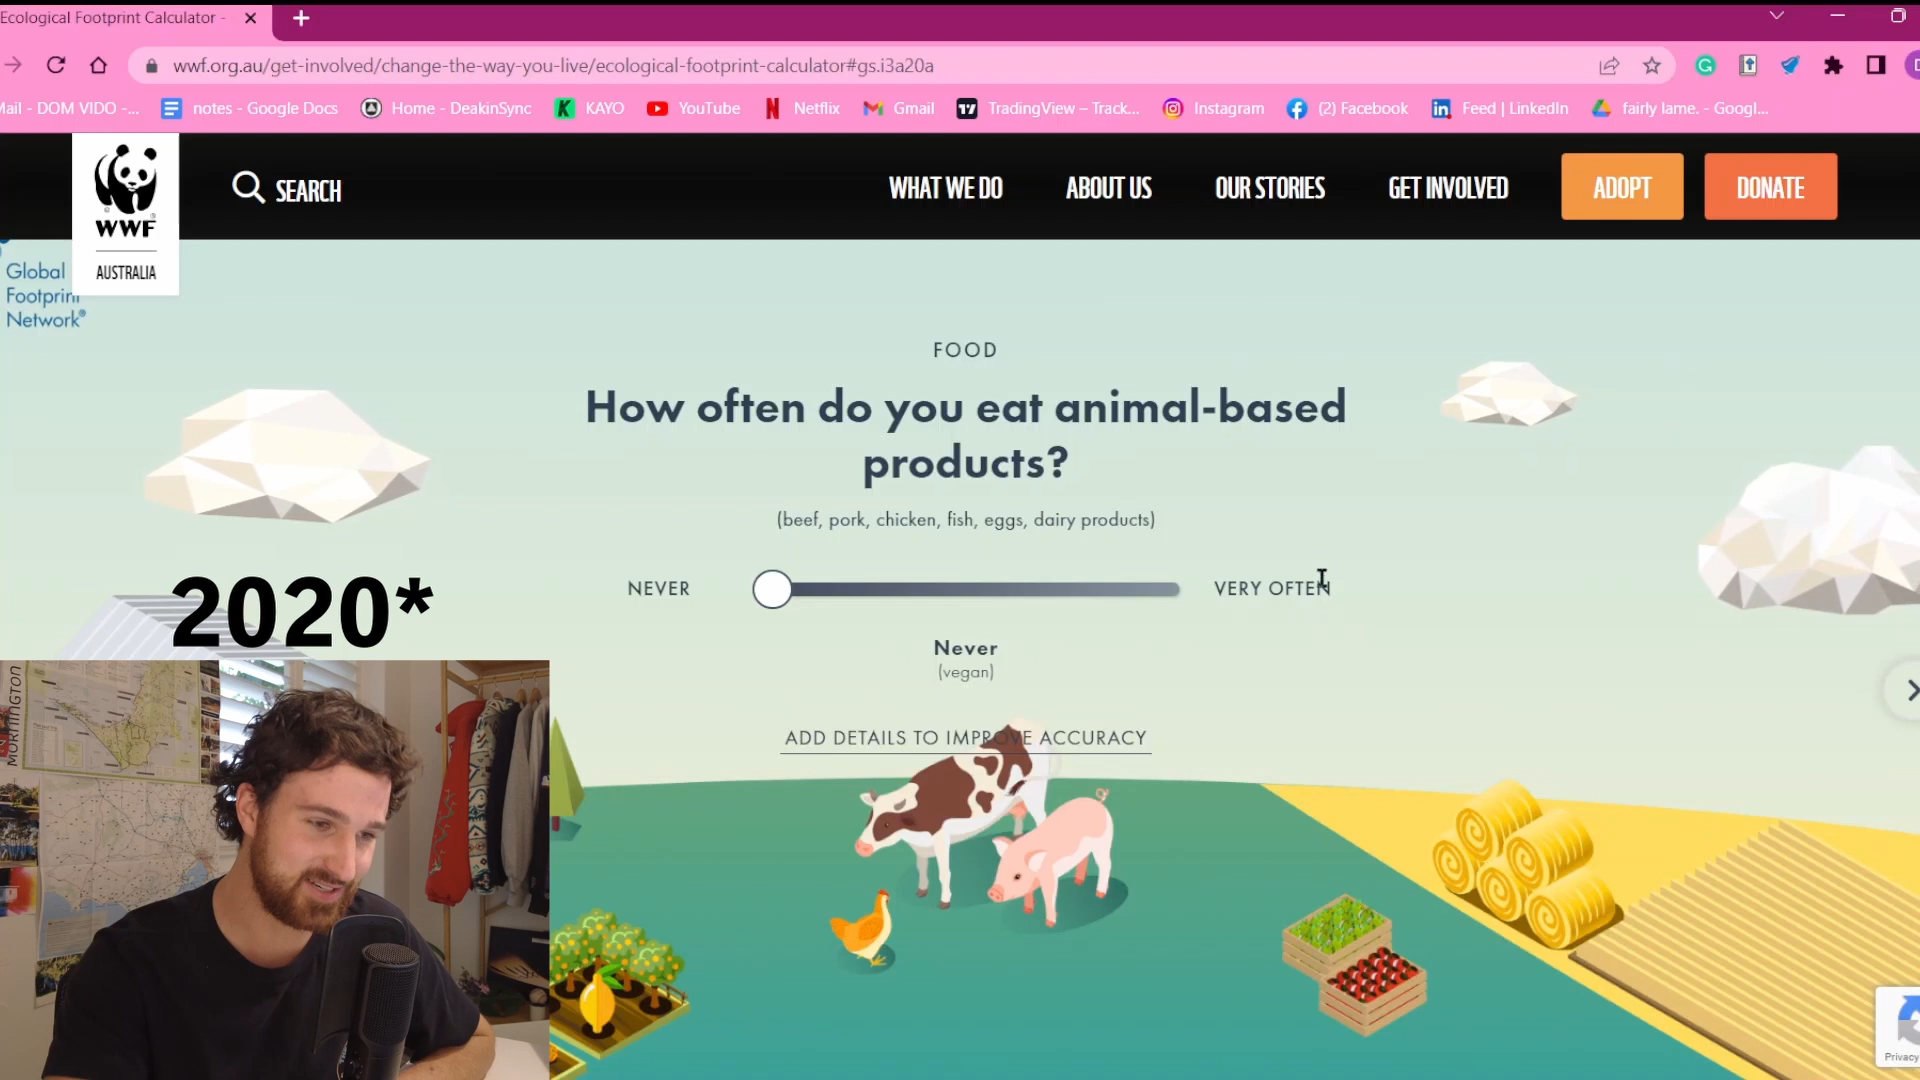 Ecological Footprint Calculator -
wwf.org.au/get-involved/change-the-way-you-live/ecological-footprint-calculator#gs.i3a20a
Mail - DOM VIDO -... notes - Google Docs Home - DeakinSync KAYO YouTube Netflix Gmail TradingView – Track... Instagram (2) Facebook Feed | LinkedIn fairly lame. - Googl...
WWF
AUSTRALIA
SEARCH
WHAT WE DO ABOUT US OUR STORIES GET INVOLVED ADOPT DONATE
Global
Footprint
Network®
FOOD
How often do you eat animal-based
products?
(beef, pork, chicken, fish, eggs, dairy products)
NEVER VERY OFTEN
Never
(vegan)
ADD DETAILS TO IMPROVE ACCURACY
2020*
MORNINGTON
Privacy